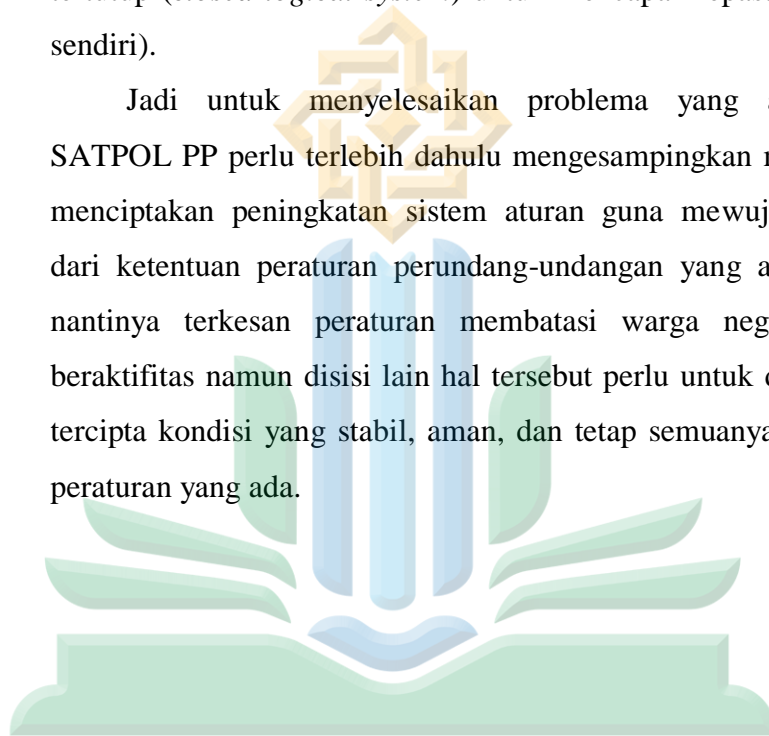 sendiri).
Jadi untuk menyelesaikan problema yang
SATPOL PP perlu terlebih dahulu mengesampingkan
menciptakan peningkatan sistem aturan guna
dari ketentuan peraturan perundang-undangan yang
nantinya terkesan peraturan membatasi warga
beraktifitas namun disisi lain hal tersebut perlu untuk
tercipta kondisi yang stabil, aman, dan tetap semuanya
peraturan yang ada.